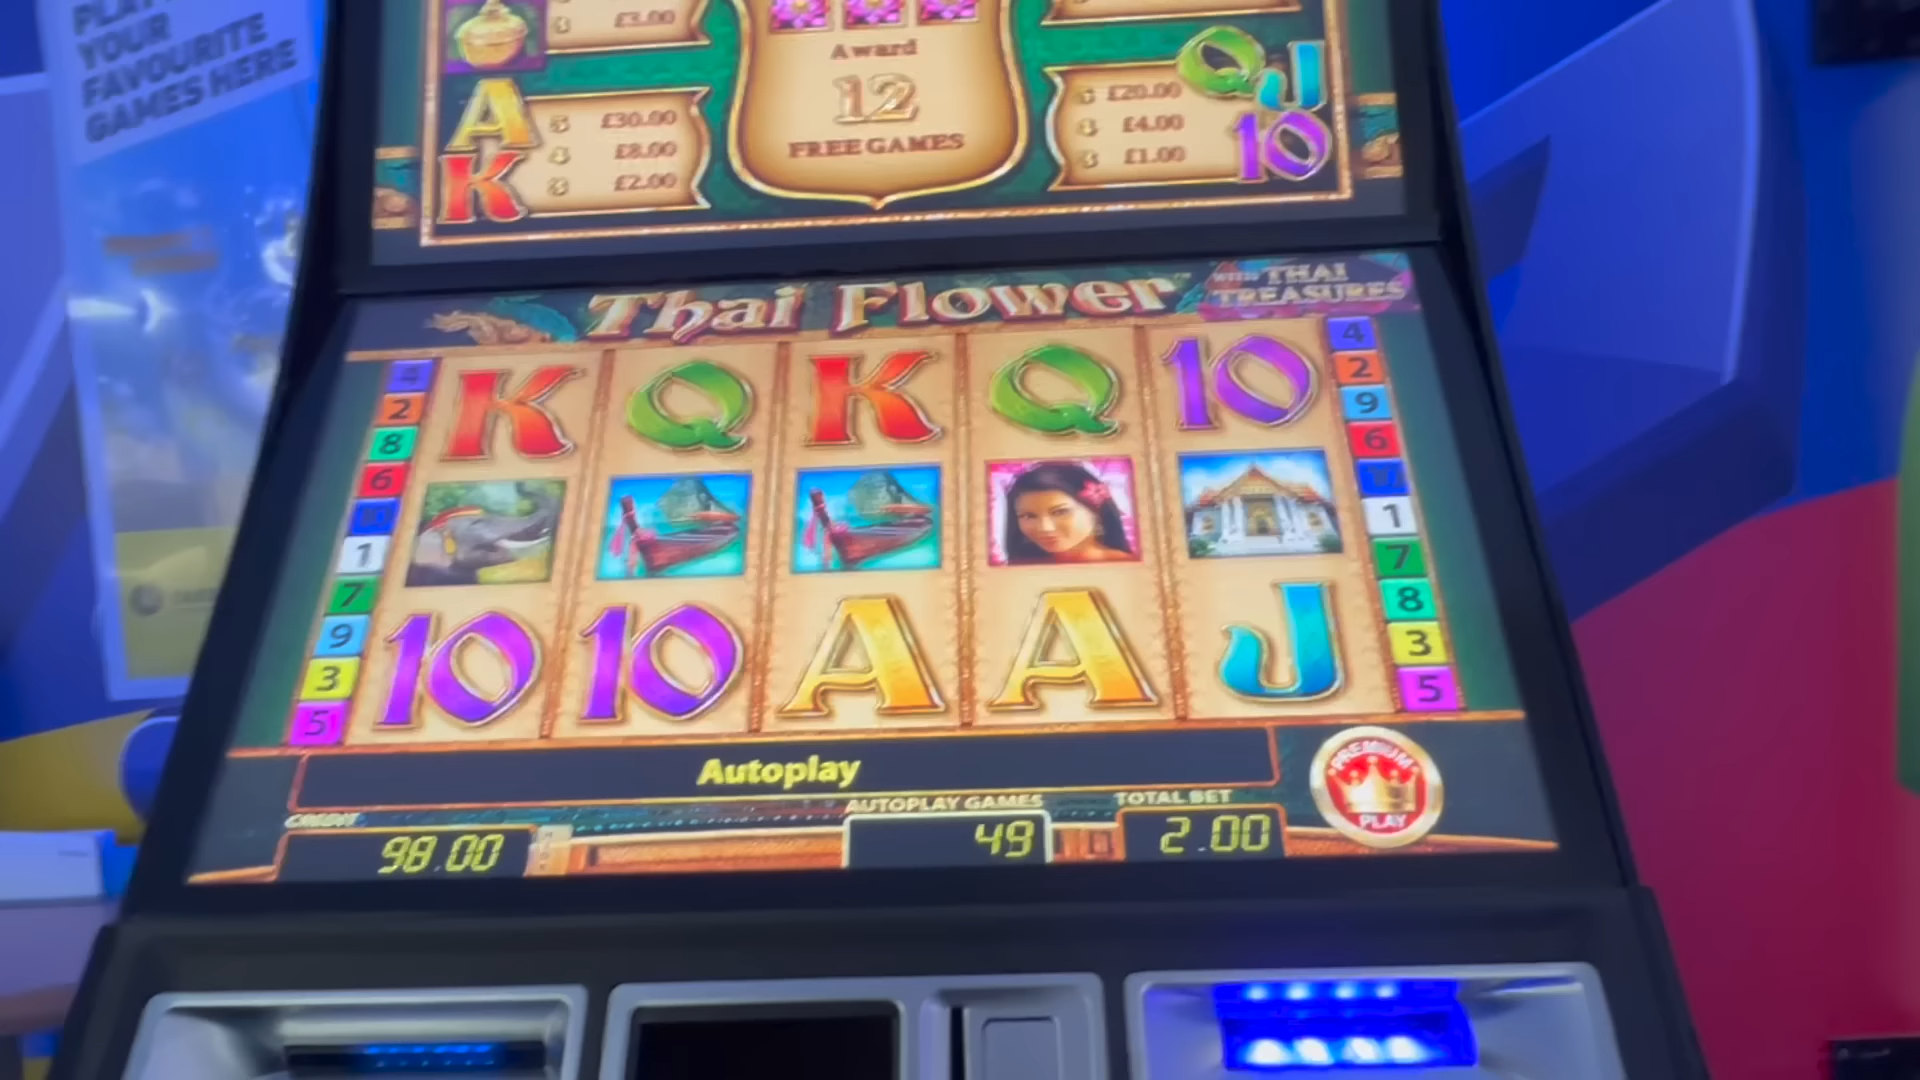 YOUR
FAVOURITE
GAMES HERE
3 £3.00
Award
12
FREE GAMES
A
K
5 £30.00
4 £8.00
3 £2.00
5 £20.00
4 £4.00
3 £1.00
Q J
10
Thai Flower
WITH THAI
TREASURES
K Q K Q 10
10 10 A A J
4
2
8
6
10
1
7
9
3
5
4
2
9
6
10
1
7
8
3
5
Autoplay
CREDIT
98.00
AUTOPLAY GAMES
49
TOTAL BET
2.00
PREMIUM
PLAY